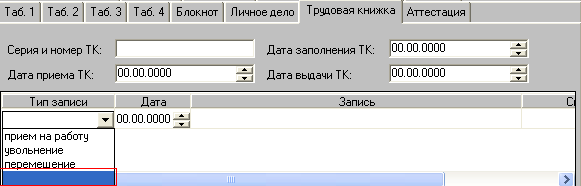 Таб. 1 Таб. 2 Таб. 3 Таб. 4 Блокнот Личное дело Трудовая книжка Аттестация
Серия и номер ТК: Дата заполнения ТК: 00.00.0000
Дата приема ТК: 00.00.0000 Дата выдачи ТК: 00.00.0000
Тип записи Дата Запись
00.00.0000
прием на работу
увольнение
перемещение